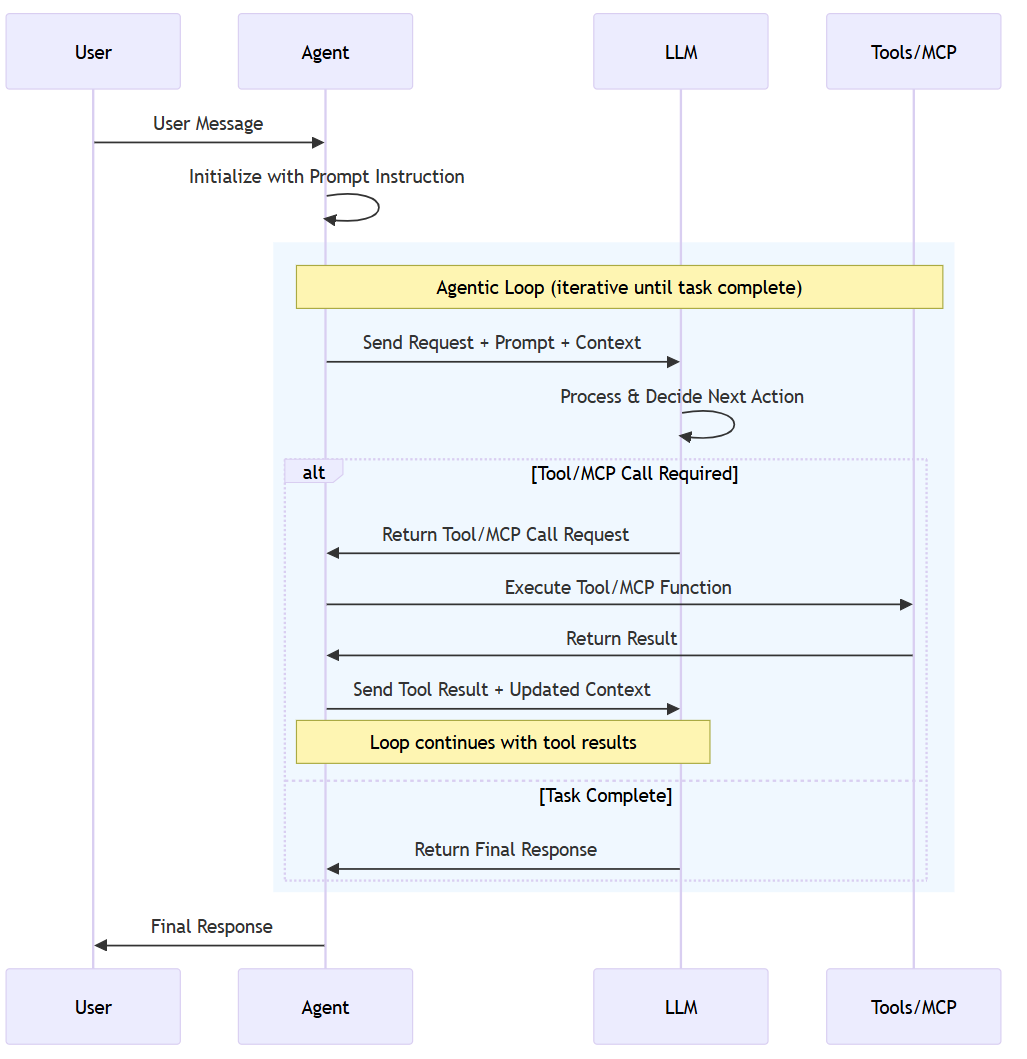 User
Agent
LLM
Tools/MCP
User Message
Initialize with Prompt Instruction
Agentic Loop (iterative until task complete)
Send Request + Prompt + Context
Process & Decide Next Action
alt
[Tool/MCP Call Required]
Return Tool/MCP Call Request
Execute Tool/MCP Function
Return Result
Send Tool Result + Updated Context
Loop continues with tool results
[Task Complete]
Return Final Response
Final Response
User
Agent
LLM
Tools/MCP